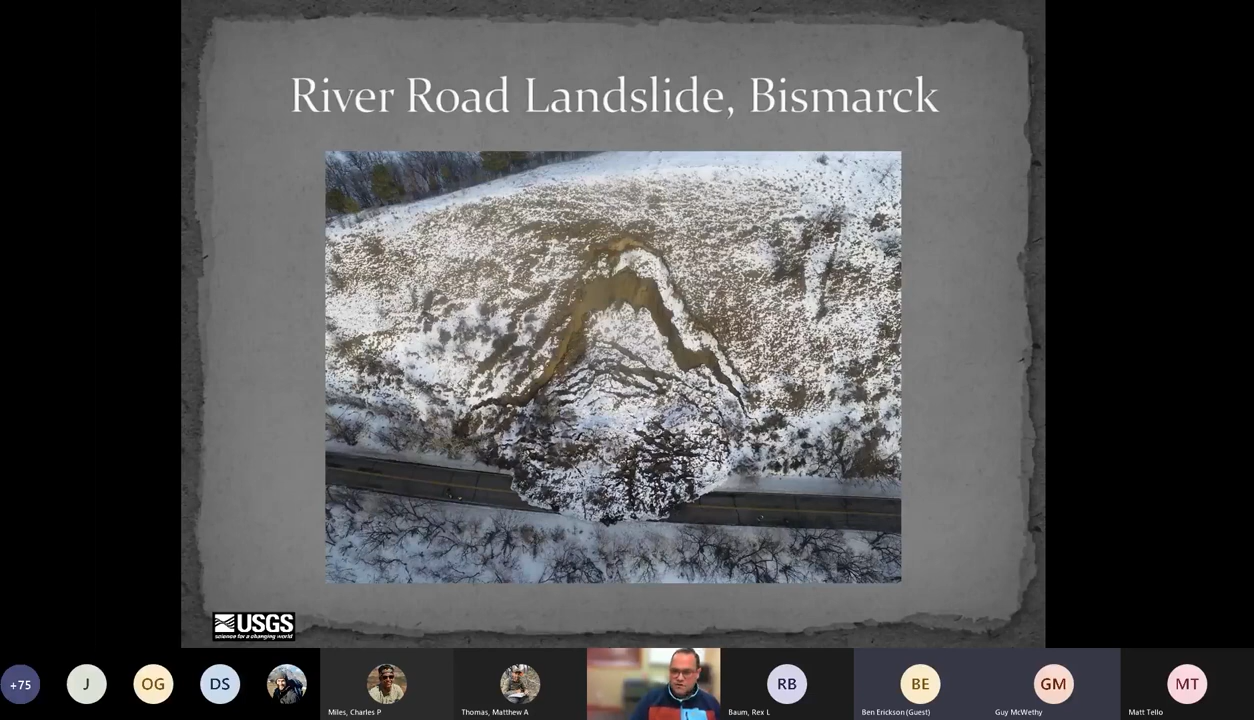 River Road Landslide, Bismarck
USGS
science for a changing world
+75
J
OG
DS
RB
BE
GM
MT
Miles, Charles P
Thomas, Matthew A
Baum, Rex L
Ben Erickson (Guest)
Guy McWethy
Matt Tello